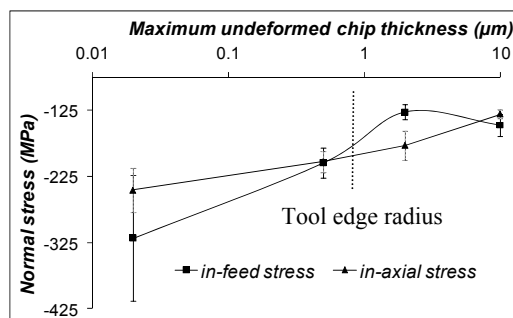 Maximum undeformed chip thickness (μm)
0.01 0.1 1 10
-125
-225
-325
-425
Normal stress (MPa)
Tool edge radius
in-feed stress in-axial stress